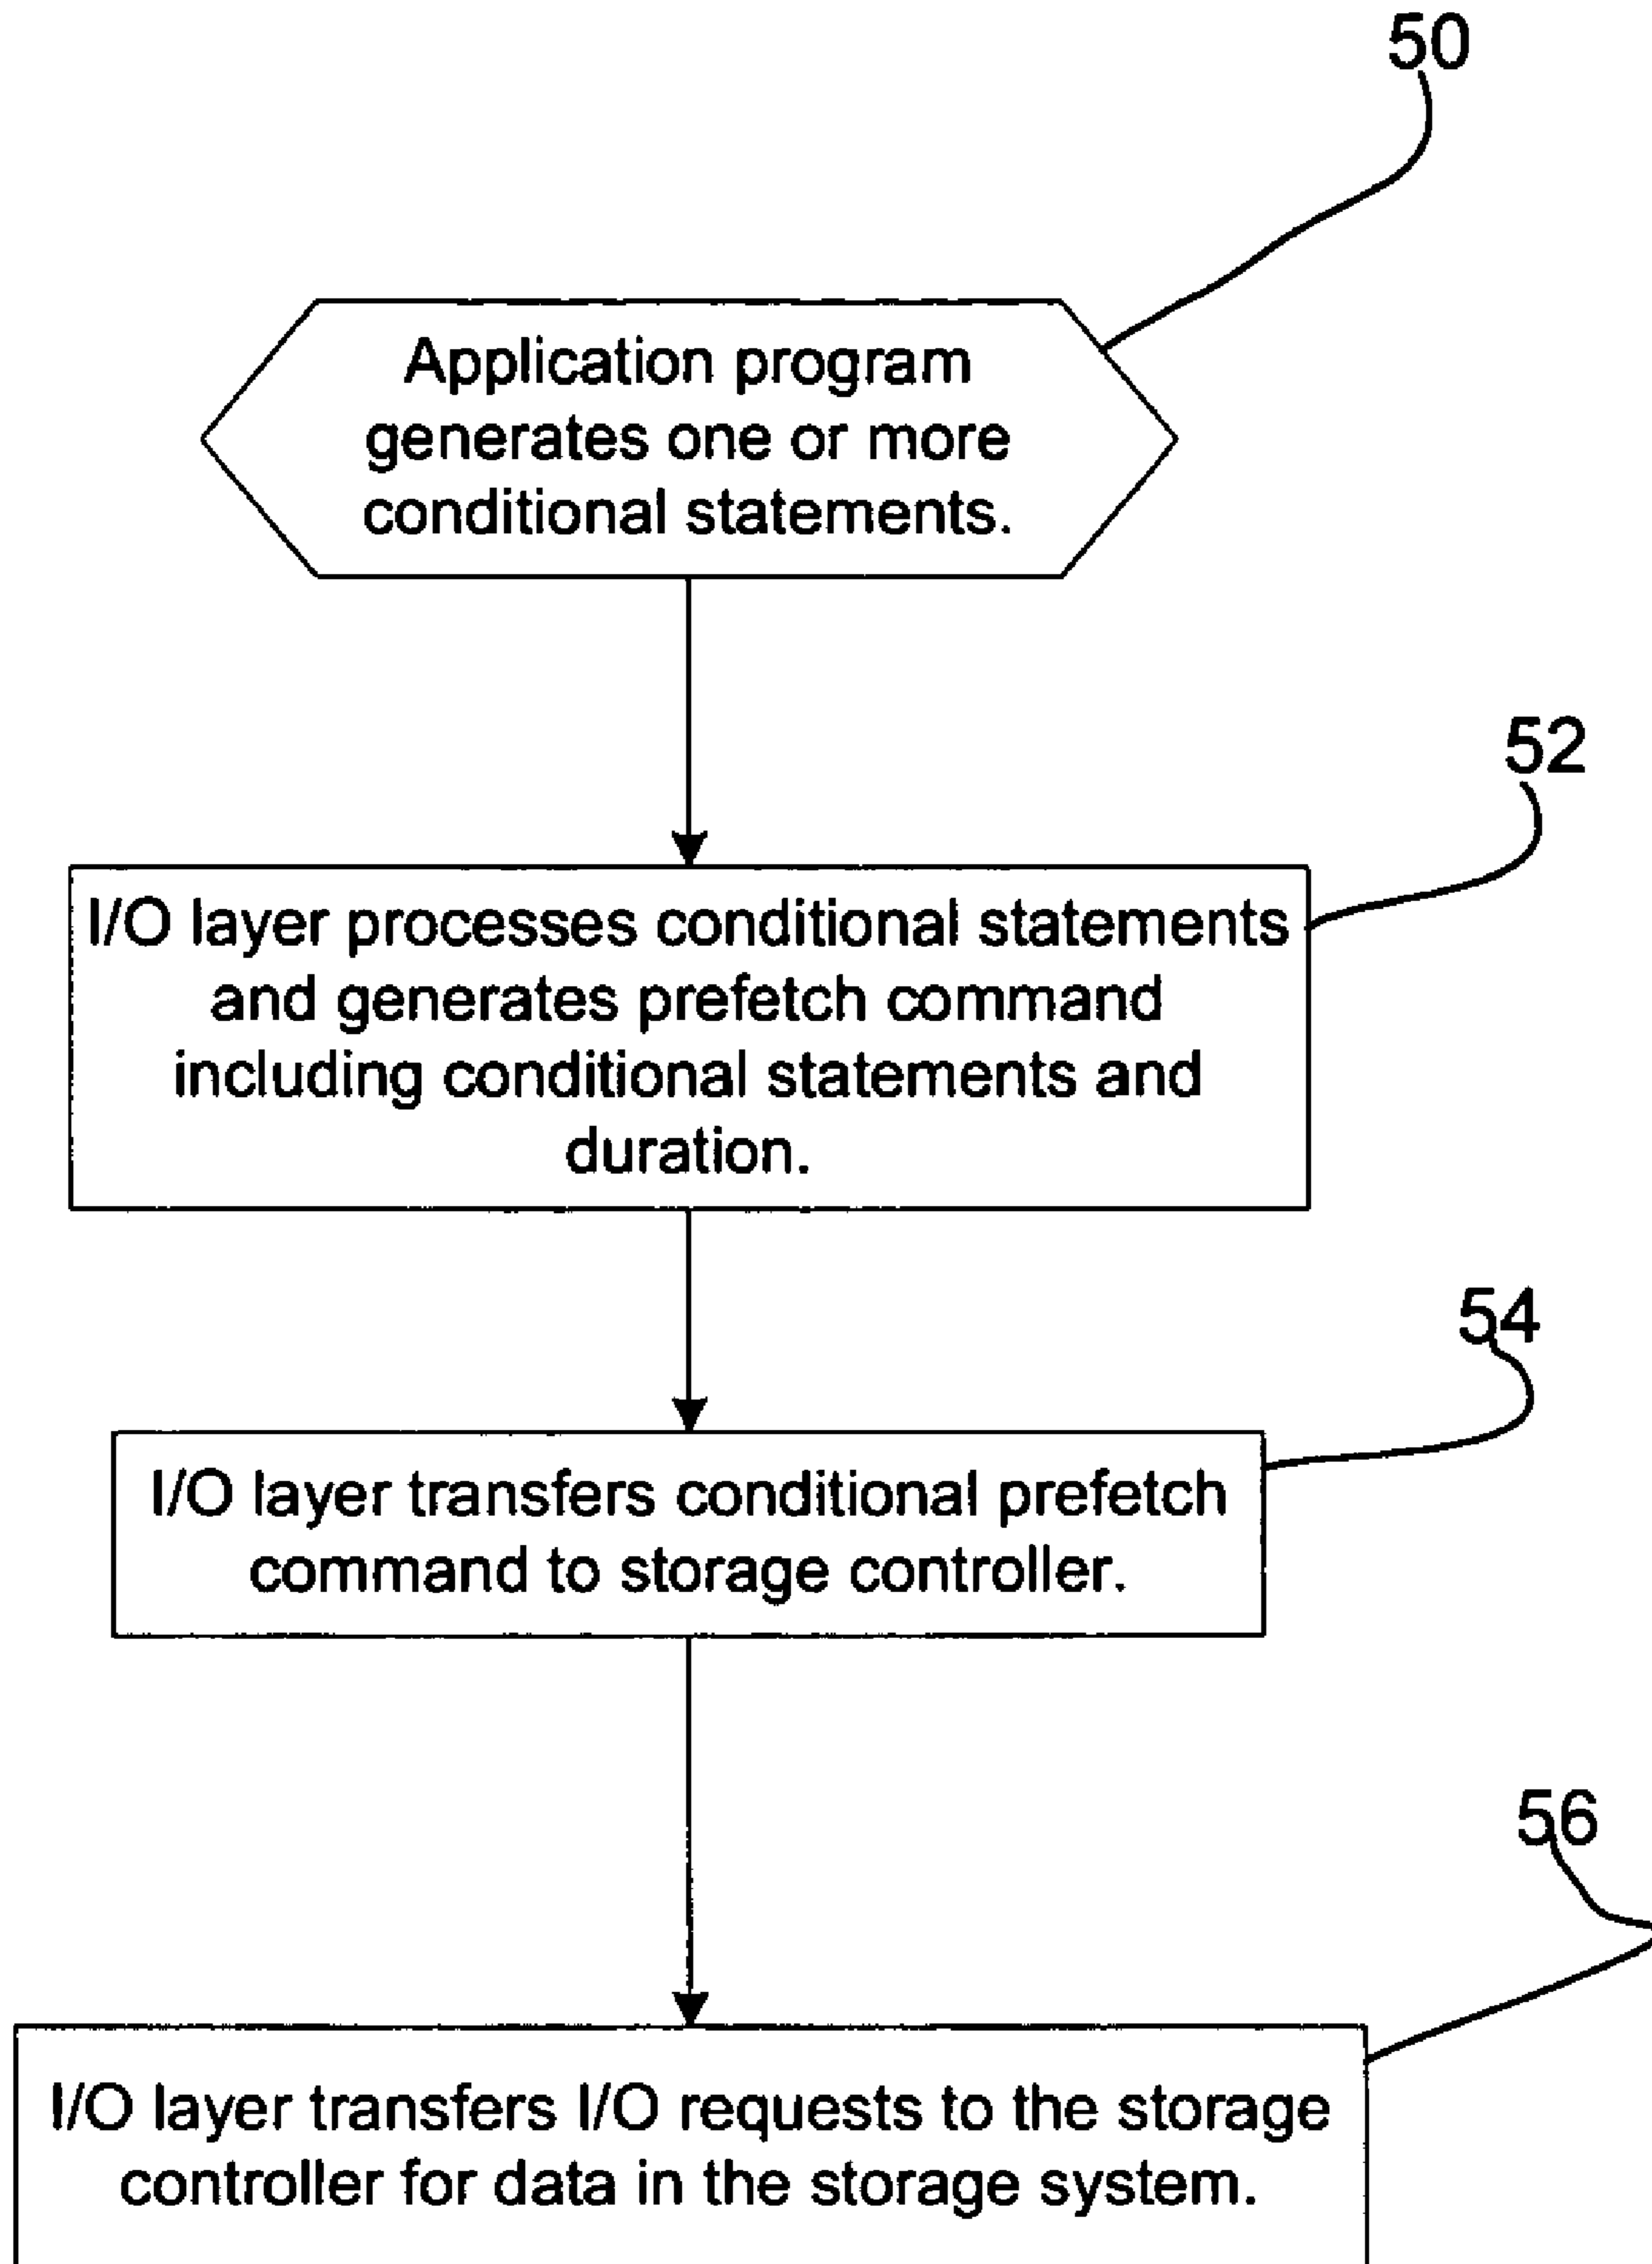 50
Application program
generates one or more
conditional statements.
52
I/O layer processes conditional statements
and generates prefetch command
including conditional statements and
duration.
54
I/O layer transfers conditional prefetch
command to storage controller.
56
I/O layer transfers I/O requests to the storage
controller for data in the storage system.